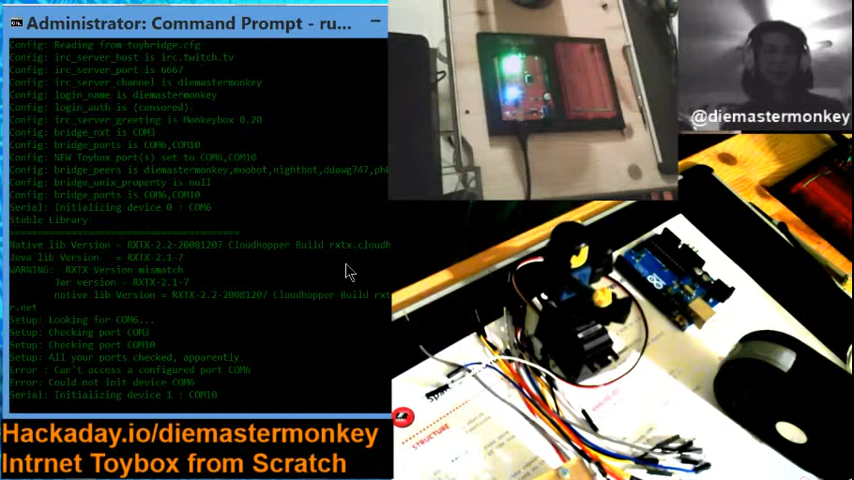 Administrator: Command Prompt - ru...
Config: Reading from toybridge.cfg
Config: irc_server_host is irc.twitch.tv
Config: irc_server_port is 6667
Config: irc_server_channel is diemastermonkey
Config: login_name is diemastermonkey
Config: login_auth is (censored)
Config: irc_server_greeting is Monkeybox 0.20
Config: bridge_nxt is COM3
Config: bridge_ports is COM6,COM10
Config: NEW Toybox port(s) set to COM6,COM10
Config: bridge_peers is diemastermonkey,moobot,nightbot,ddawg747,ph
Config: bridge_unix_property is null
Config: bridge_ports is COM6,COM10
Serial: Initializing device 0 : COM6
Stable Library
=========================================
Native lib Version = RXTX-2.2-20081207 Cloudhopper Build rxtx.cloudh
Java lib Version   = RXTX-2.1-7
WARNING:  RXTX Version mismatch
Jar version = RXTX-2.1-7
native lib Version = RXTX-2.2-20081207 Cloudhopper Build rxt
r.net
Setup: Looking for COM6...
Setup: Checking port COM3
Setup: Checking port COM10
Setup: All your ports checked, apparently.
Error : Can't access a configured port COM6
Error: Could not init device COM6
Serial: Initializing device 1 : COM10
@diemastermonkey
STRUCTURE
Hackaday.io/diemastermonkey
Intrnet Toybox from Scratch